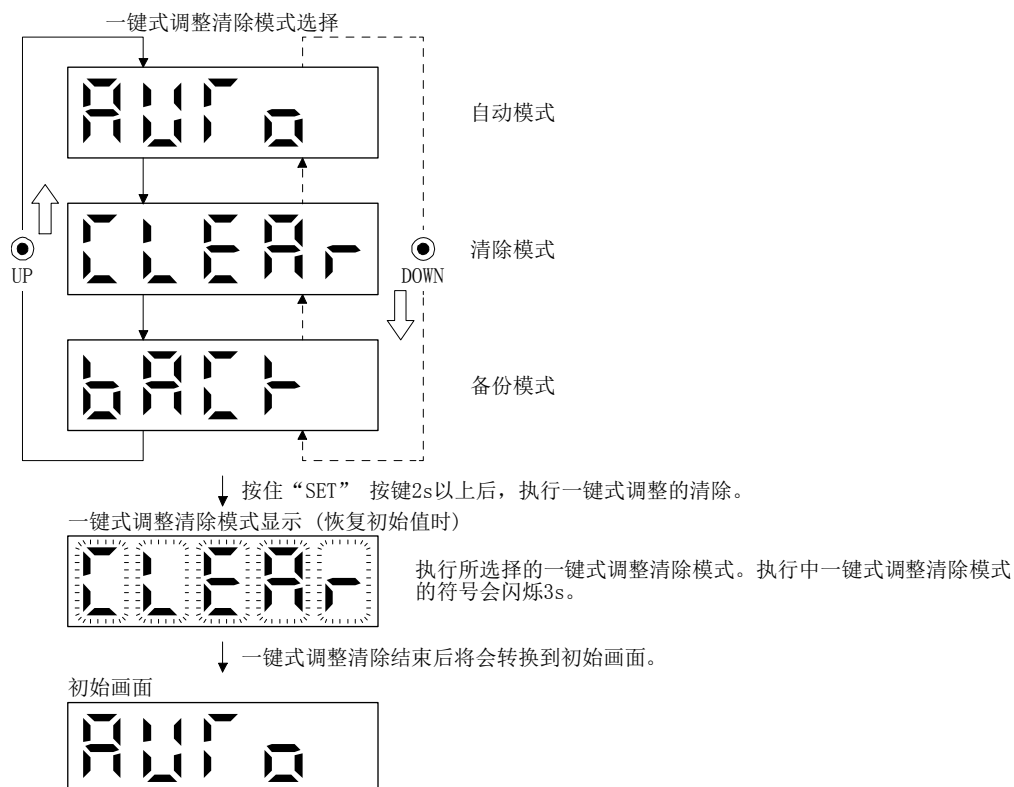 一键式调整清除模式选择
AUTo
自动模式
CLEAr
清除模式
UP
DOWN
bACk
备份模式
按住“SET” 按键2s以上后，执行一键式调整的清除。
一键式调整清除模式显示 (恢复初始值时)
CLEAr
执行所选择的一键式调整清除模式。执行中一键式调整清除模式
的符号会闪烁3s。
一键式调整清除结束后将会转换到初始画面。
初始画面
AUTo